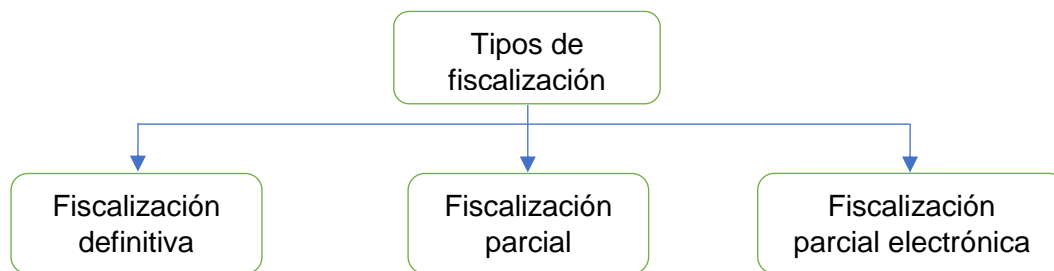 Tipos de
fiscalización
Fiscalización
definitiva
Fiscalización
parcial
Fiscalización
parcial electrónica